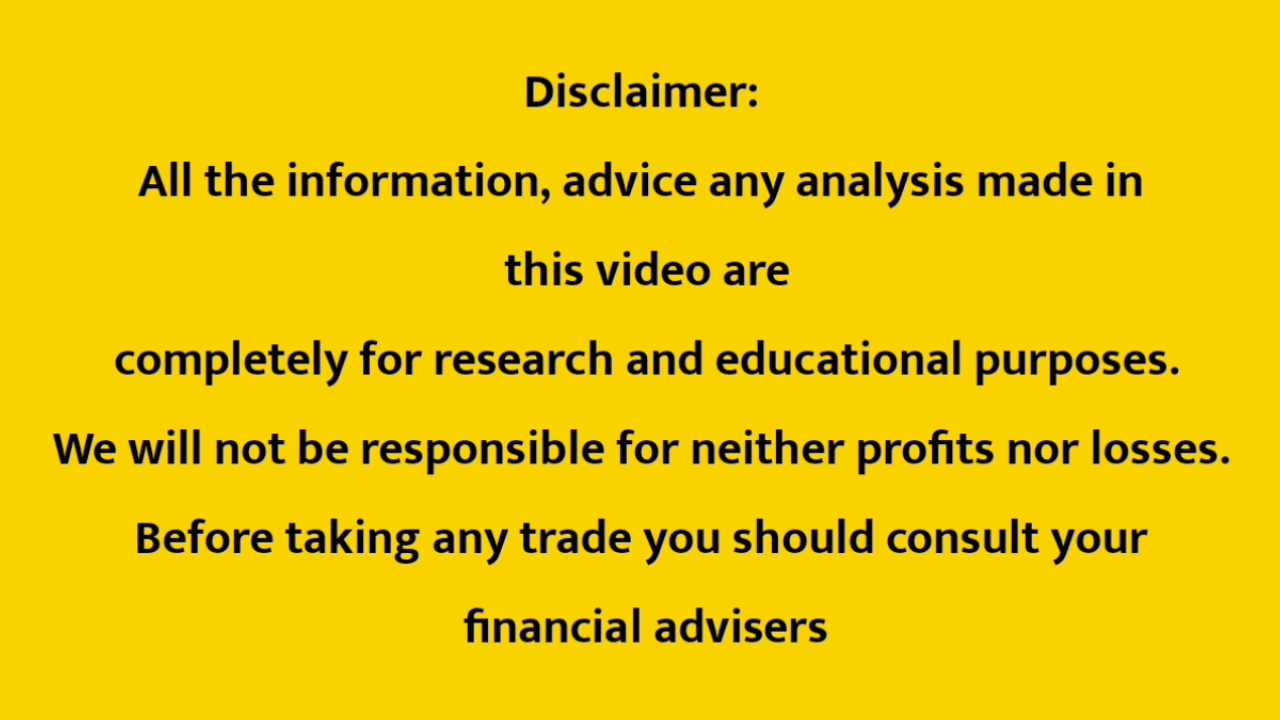 Disclaimer:
All the information, advice any analysis made in
this video are
completely for research and educational purposes.
We will not be responsible for neither profits nor losses.
Before taking any trade you should consult your
financial advisers